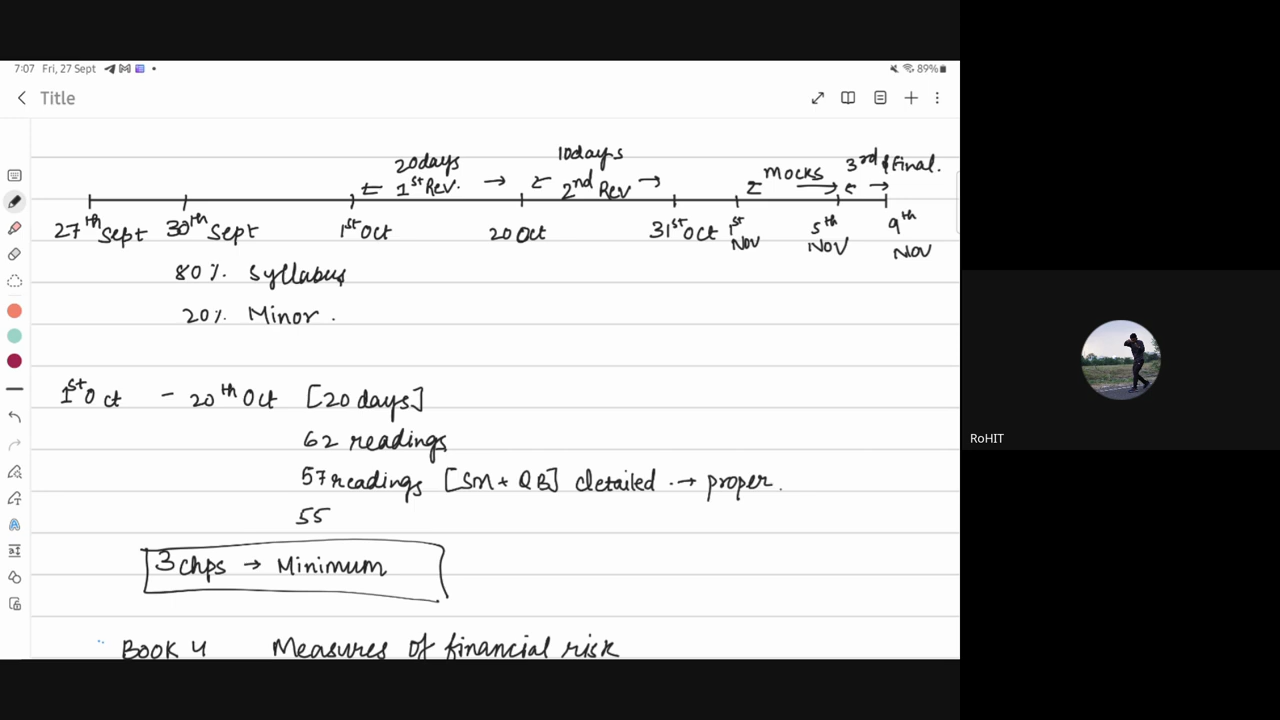 7:07 Fri, 27 Sept 89%
Title
20days 10days Mocks 3rd & Final.
1st Rev. 2nd Rev
27th Sept 30th Sept 1st Oct 20 Oct 31st Oct 1st Nov 5th Nov 9th Nov
80% Syllabus
20% Minor.
1st Oct - 20th Oct [20 days]
62 readings
57 readings [SM + QB] detailed → proper.
55
3 chps → Minimum
BOOK 4 Measures of financial risk
RoHIT